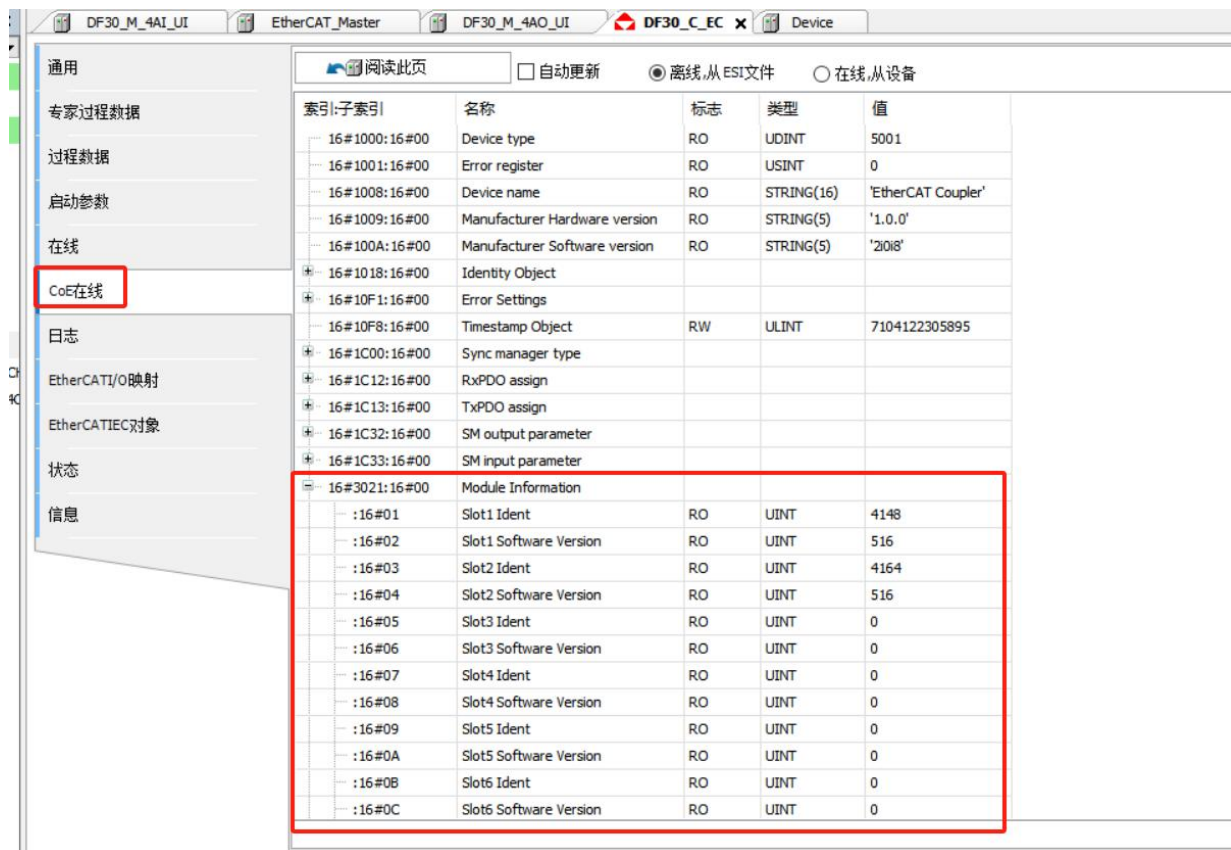 DF30_M_4AI_UI EtherCAT_Master DF30_M_4AO_UI DF30_C_EC x Device
通用
专家过程数据
过程数据
启动参数
在线
CoE在线
日志
EtherCATI/O映射
EtherCATIEC对象
状态
信息
阅读此页 自动更新 离线,从ESI文件 在线,从设备
索引:子索引 名称 标志 类型 值
16#1000:16#00 Device type RO UDINT 5001
16#1001:16#00 Error register RO USINT 0
16#1008:16#00 Device name RO STRING(16) 'EtherCAT Coupler'
16#1009:16#00 Manufacturer Hardware version RO STRING(5) '1.0.0'
16#100A:16#00 Manufacturer Software version RO STRING(5) '2i0i8'
16#1018:16#00 Identity Object
16#10F1:16#00 Error Settings
16#10F8:16#00 Timestamp Object RW ULINT 7104122305895
16#1C00:16#00 Sync manager type
16#1C12:16#00 RxPDO assign
16#1C13:16#00 TxPDO assign
16#1C32:16#00 SM output parameter
16#1C33:16#00 SM input parameter
16#3021:16#00 Module Information
:16#01 Slot1 Ident RO UINT 4148
:16#02 Slot1 Software Version RO UINT 516
:16#03 Slot2 Ident RO UINT 4164
:16#04 Slot2 Software Version RO UINT 516
:16#05 Slot3 Ident RO UINT 0
:16#06 Slot3 Software Version RO UINT 0
:16#07 Slot4 Ident RO UINT 0
:16#08 Slot4 Software Version RO UINT 0
:16#09 Slot5 Ident RO UINT 0
:16#0A Slot5 Software Version RO UINT 0
:16#0B Slot6 Ident RO UINT 0
:16#0C Slot6 Software Version RO UINT 0